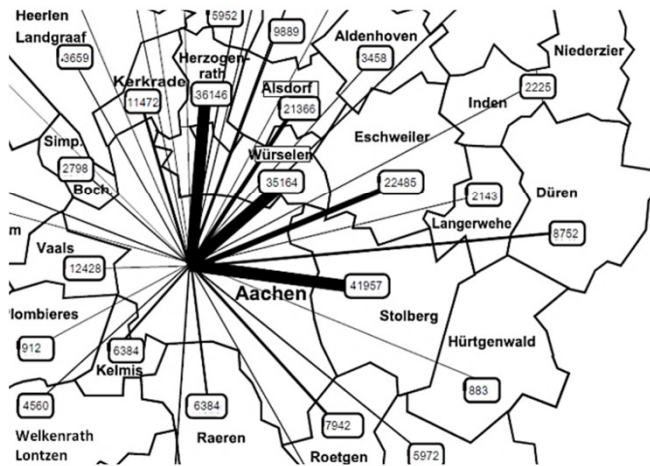 Heerlen
5952
9889
Landgraaf
Aldenhoven
Niederzier
3659
Herzogen-
rath
3458
Kerkrade
36146
Alsdorf
2225
11472
21366
Inden
Eschweiler
Simp.
Würselen
2798
35164
22485
2143
Düren
Boch.
Langerwehe
m
8752
Vaals
12428
Aachen
41957
Plombieres
Stolberg
912
6384
Hürtgenwald
Kelmis
883
4560
6384
7942
Welkenrath
Raeren
Lontzen
Roetgen
5972